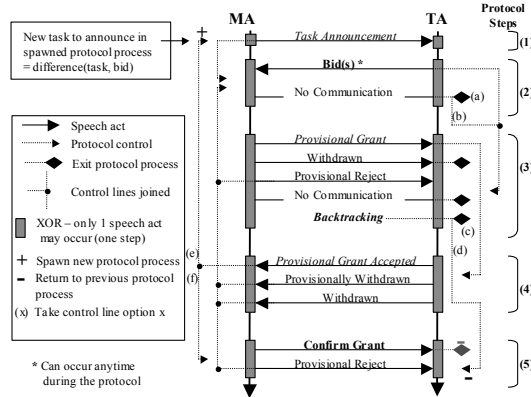 New task to announce in
spawned protocol process
= difference(task, bid)
+
MA
TA
Protocol
Steps
Task Announcement
(1)
Bid(s) *
No Communication
(a)
(b)
(2)
Provisional Grant
Withdrawn
Provisional Reject
No Communication
Backtracking
(c)
(d)
(3)
Speech act
Protocol control
Exit protocol process
Control lines joined
XOR – only 1 speech act
may occur (one step)
+ Spawn new protocol process
- Return to previous protocol
process
(x) Take control line option x
(e)
(f)
Provisional Grant Accepted
Provisionally Withdrawn
Withdrawn
(4)
Confirm Grant
Provisional Reject
-
-
(5)
* Can occur anytime
during the protocol